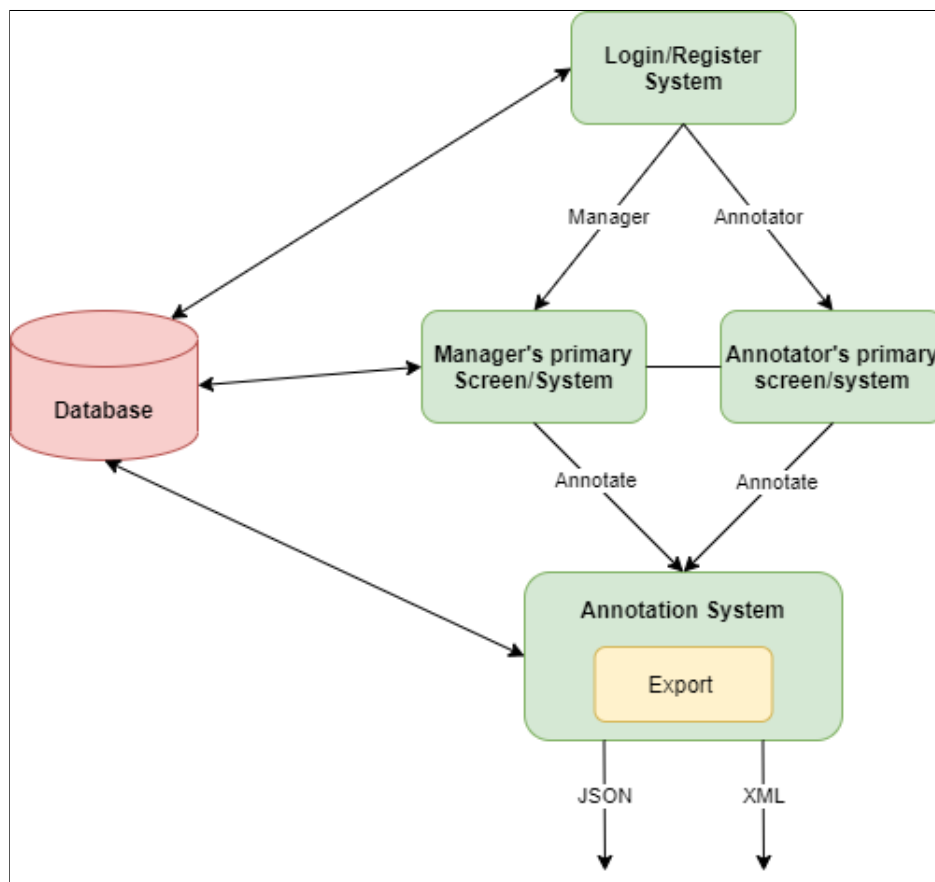 Login/Register
System
Manager
Annotator
Manager's primary
Screen/System
Annotator's primary
screen/system
Database
Annotate
Annotate
Annotation System
Export
JSON
XML